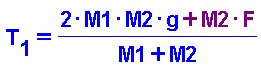 T₁ = (2·M1·M2·g+M2·F) / (M1+M2)